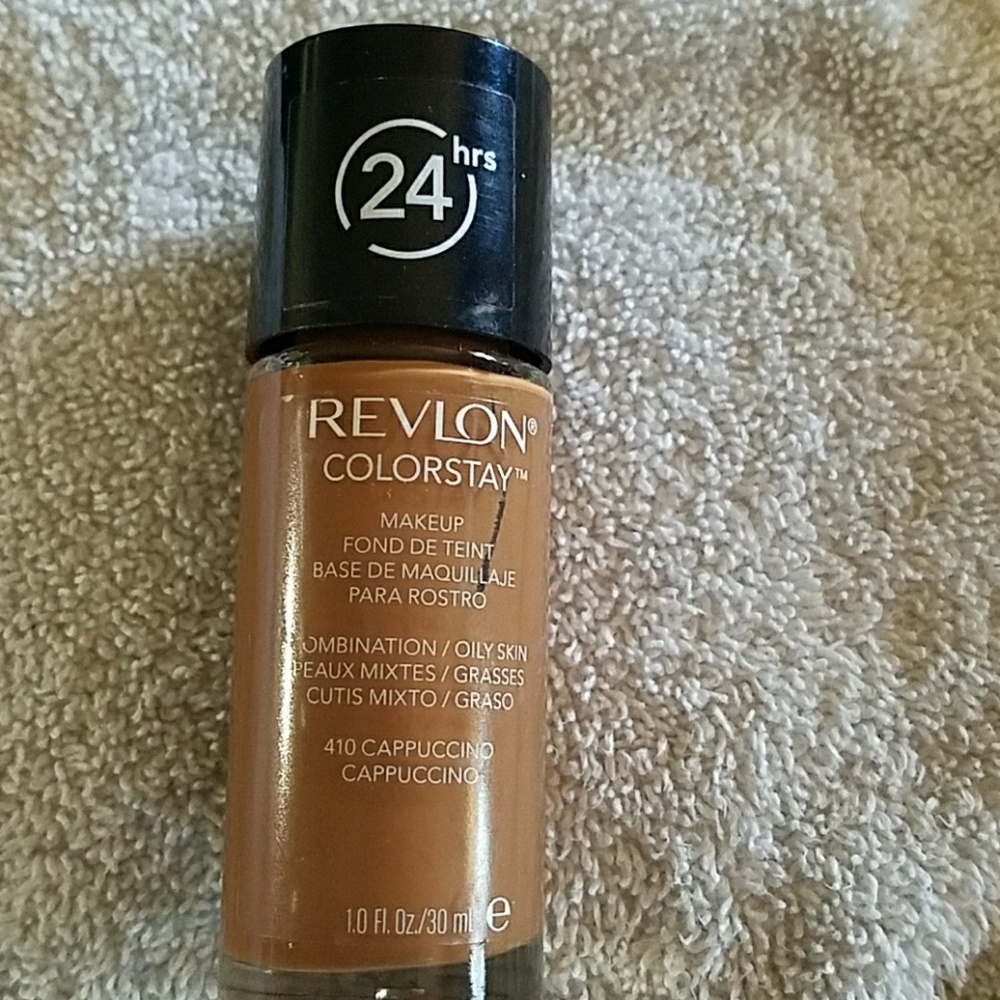 24 hrs
REVLON®
COLORSTAY™
MAKEUP
FOND DE TEINT
BASE DE MAQUILLAJE
PARA ROSTRO
COMBINATION / OILY SKIN
PEAUX MIXTES / GRASSES
CUTIS MIXTO / GRASO
410 CAPPUCCINO
CAPPUCCINO
1.0 Fl. Oz./30 ml e